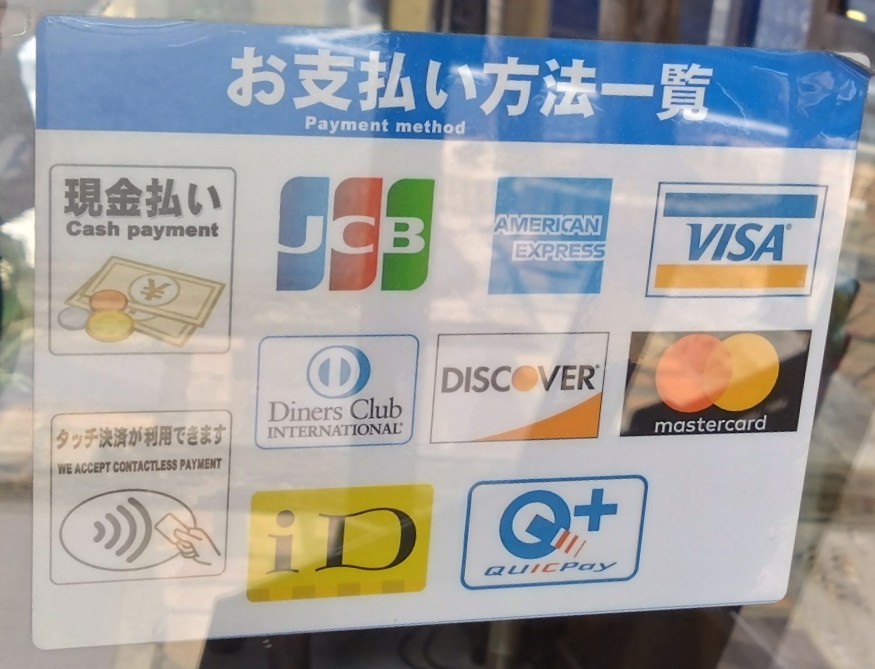 お支払い方法一覧
Payment method
現金払い
Cash payment
¥
JCB
AMERICAN
EXPRESS
VISA
Diners Club
INTERNATIONAL®
DISCOVER
mastercard
タッチ決済が利用できます
WE ACCEPT CONTACTLESS PAYMENT
iD
Q+
QUICPay